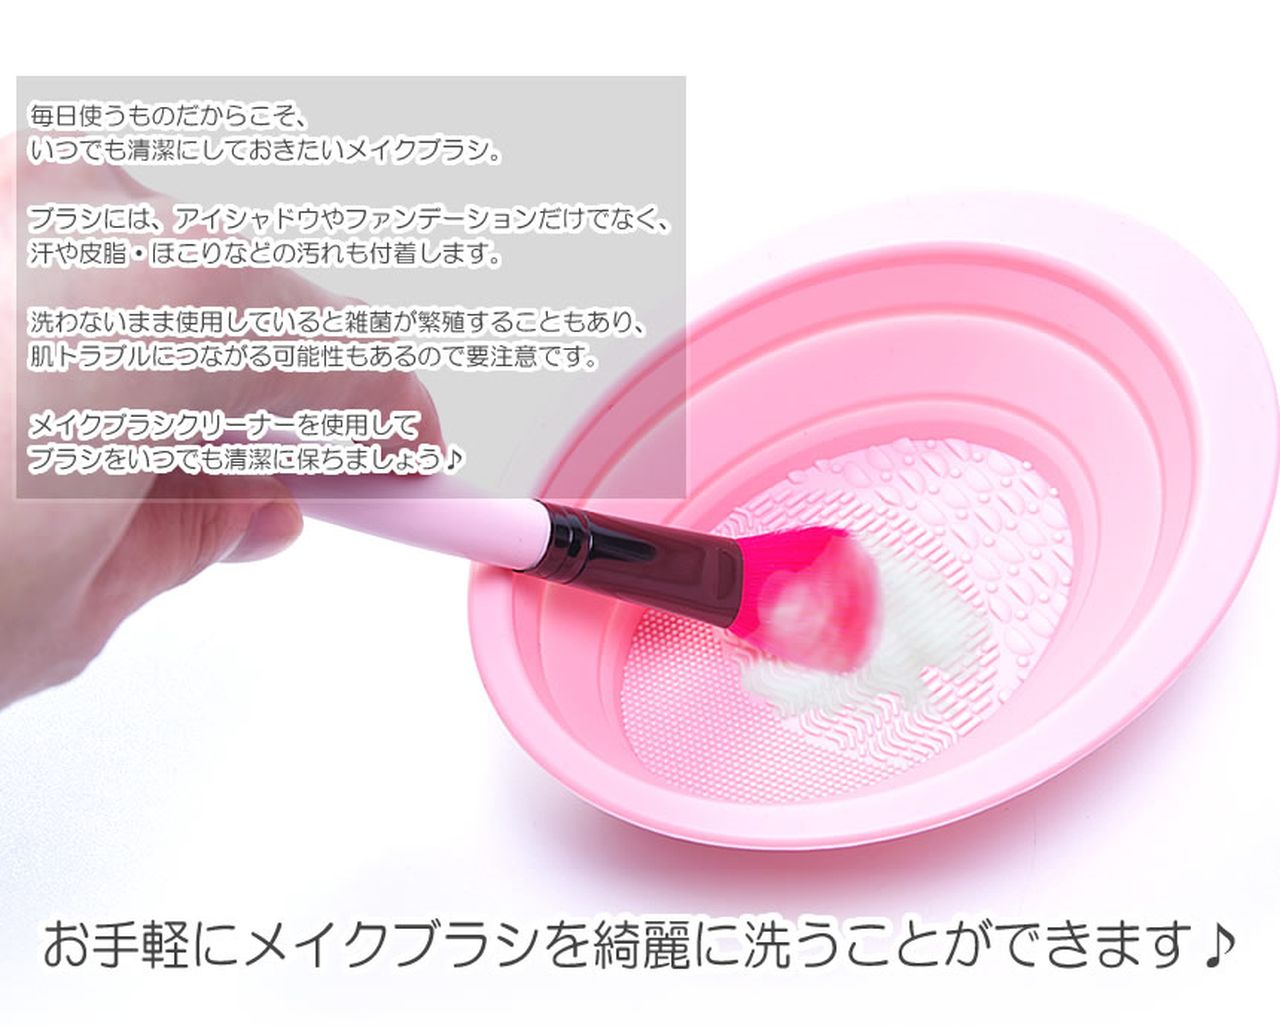 毎日使うものだからこそ、
いつでも清潔にしておきたいメイクブラシ。
ブラシには、アイシャドウやファンデーションだけでなく、
汗や皮脂・ほこりなどの汚れも付着します。
洗わないまま使用していると雑菌が繁殖することもあり、
肌トラブルにつながる可能性もあるので要注意です。
メイクブラシクリーナーを使用して
ブラシをいつでも清潔に保ちましょう♪
お手軽にメイクブラシを綺麗に洗うことができます♪